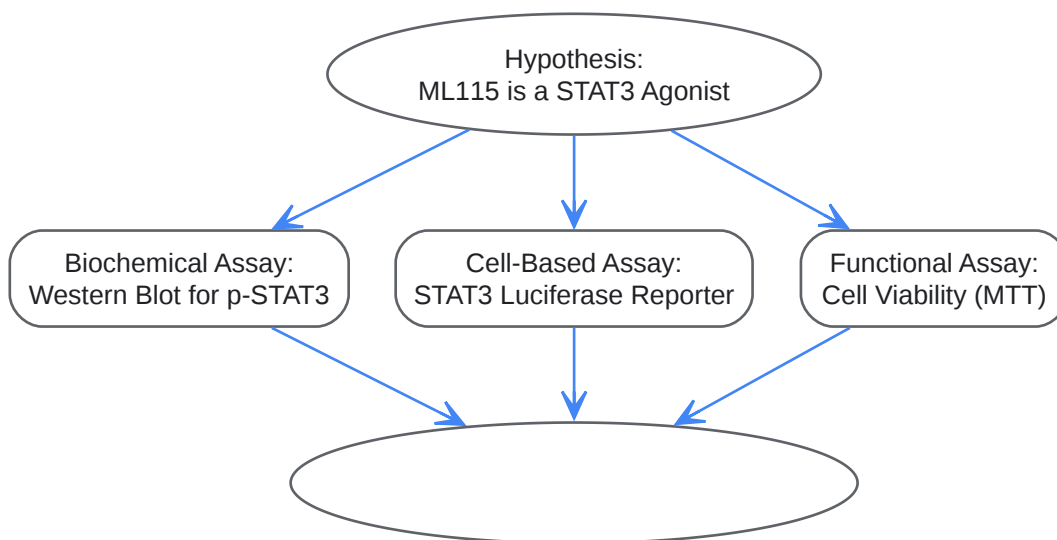 Hypothesis:
ML115 is a STAT3 Agonist
Biochemical Assay:
Western Blot for p-STAT3
Cell-Based Assay:
STAT3 Luciferase Reporter
Functional Assay:
Cell Viability (MTT)